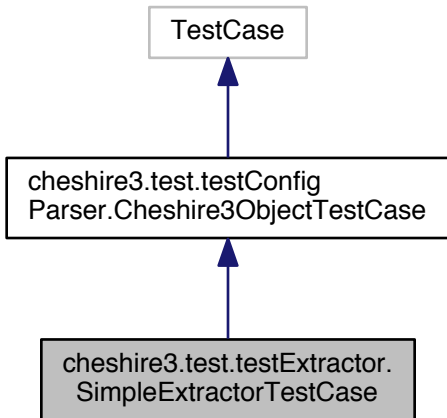 TestCase
cheshire3.test.testConfig
Parser.Cheshire3ObjectTestCase
cheshire3.test.testExtractor.
SimpleExtractorTestCase